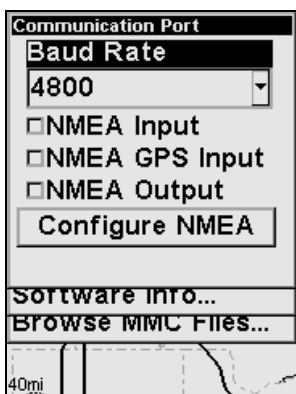 Communication Port
Baud Rate
4800
NMEA Input
NMEA GPS Input
NMEA Output
Configure NMEA
Software Info...
Browse MMC Files...
40mi